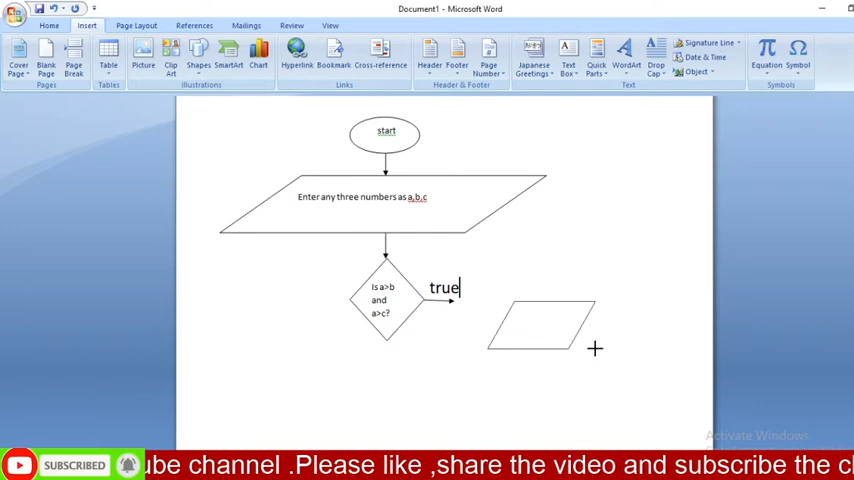 Document1 - Microsoft Word
Home Insert Page Layout References Mailings Review View
Cover Page Blank Page Page Break Table Picture Clip Art Shapes SmartArt Chart Hyperlink Bookmark Cross-reference Header Footer Page Number Japanese Greetings Text Box Quick Parts WordArt Drop Cap Signature Line Date & Time Object Equation Symbol
Pages Tables Illustrations Links Header & Footer Text Symbols
start
Enter any three numbers as a,b,c
Is a>b
and
a>c?
true
Activate Windows
SUBSCRIBED
ube channel .Please like ,share the video and subscribe the cl